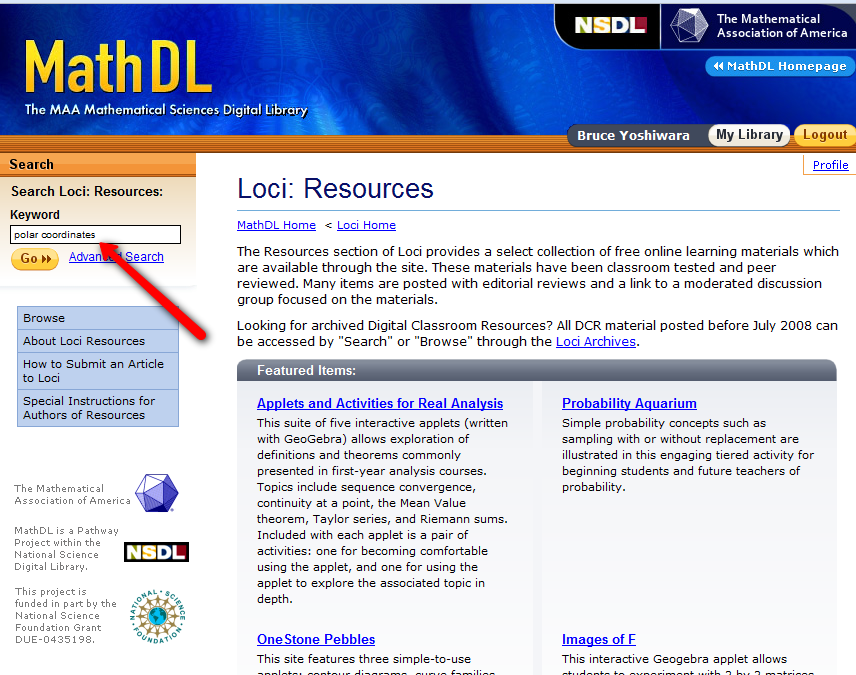 NSDL
The Mathematical
Association of America
MathDL
The MAA Mathematical Sciences Digital Library
MathDL Homepage
Bruce Yoshiwara
My Library
Logout
Profile
Search
Search Loci: Resources:
Keyword
polar coordinates
Go
Advanced Search
Browse
About Loci Resources
How to Submit an Article
to Loci
Special Instructions for
Authors of Resources
The Mathematical
Association of America
MathDL is a Pathway
Project within the
National Science
Digital Library.
NSDL
This project is
funded in part by the
National Science
Foundation Grant
DUE-0435198.
NATIONAL SCIENCE FOUNDATION
Loci: Resources
MathDL Home < Loci Home
The Resources section of Loci provides a select collection of free online learning materials which
are available through the site. These materials have been classroom tested and peer
reviewed. Many items are posted with editorial reviews and a link to a moderated discussion
group focused on the materials.
Looking for archived Digital Classroom Resources? All DCR material posted before July 2008 can
be accessed by "Search" or "Browse" through the Loci Archives.
Featured Items:
Applets and Activities for Real Analysis
This suite of five interactive applets (written
with GeoGebra) allows exploration of
definitions and theorems commonly
presented in first-year analysis courses.
Topics include sequence convergence,
continuity at a point, the Mean Value
theorem, Taylor series, and Riemann sums.
Included with each applet is a pair of
activities: one for becoming comfortable
using the applet, and one for using the
applet to explore the associated topic in
depth.
Probability Aquarium
Simple probability concepts such as
sampling with or without replacement are
illustrated in this engaging tiered activity for
beginning students and future teachers of
probability.
OneStone Pebbles
This site features three simple-to-use
applets: contour diagrams, curve families
Images of F
This interactive Geogebra applet allows
students to experiment with 2 by 2 matrices